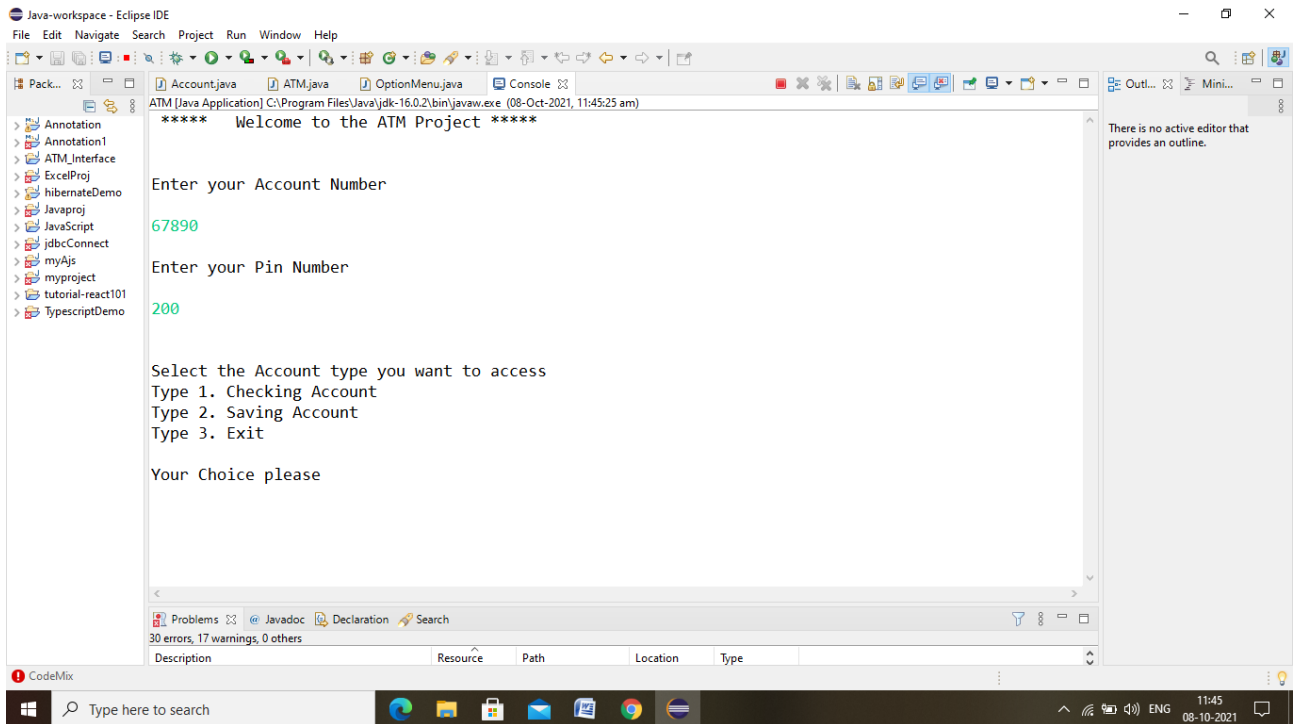 Java-workspace - Eclipse IDE
File Edit Navigate Search Project Run Window Help
Pack...
Account.java ATM.java OptionMenu.java Console
Outl... Mini...
ATM [Java Application] C:\Program Files\Java\jdk-16.0.2\bin\javaw.exe (08-Oct-2021, 11:45:25 am)
Annotation
Annotation1
ATM_Interface
ExcelProj
hibernateDemo
Javaproj
JavaScript
jdbcConnect
myAjs
myproject
tutorial-react101
TypescriptDemo
***** Welcome to the ATM Project *****
Enter your Account Number
67890
Enter your Pin Number
200
Select the Account type you want to access
Type 1. Checking Account
Type 2. Saving Account
Type 3. Exit
Your Choice please
There is no active editor that
provides an outline.
Problems @ Javadoc Declaration Search
30 errors, 17 warnings, 0 others
Description Resource Path Location Type
CodeMix
Type here to search
ENG
11:45
08-10-2021